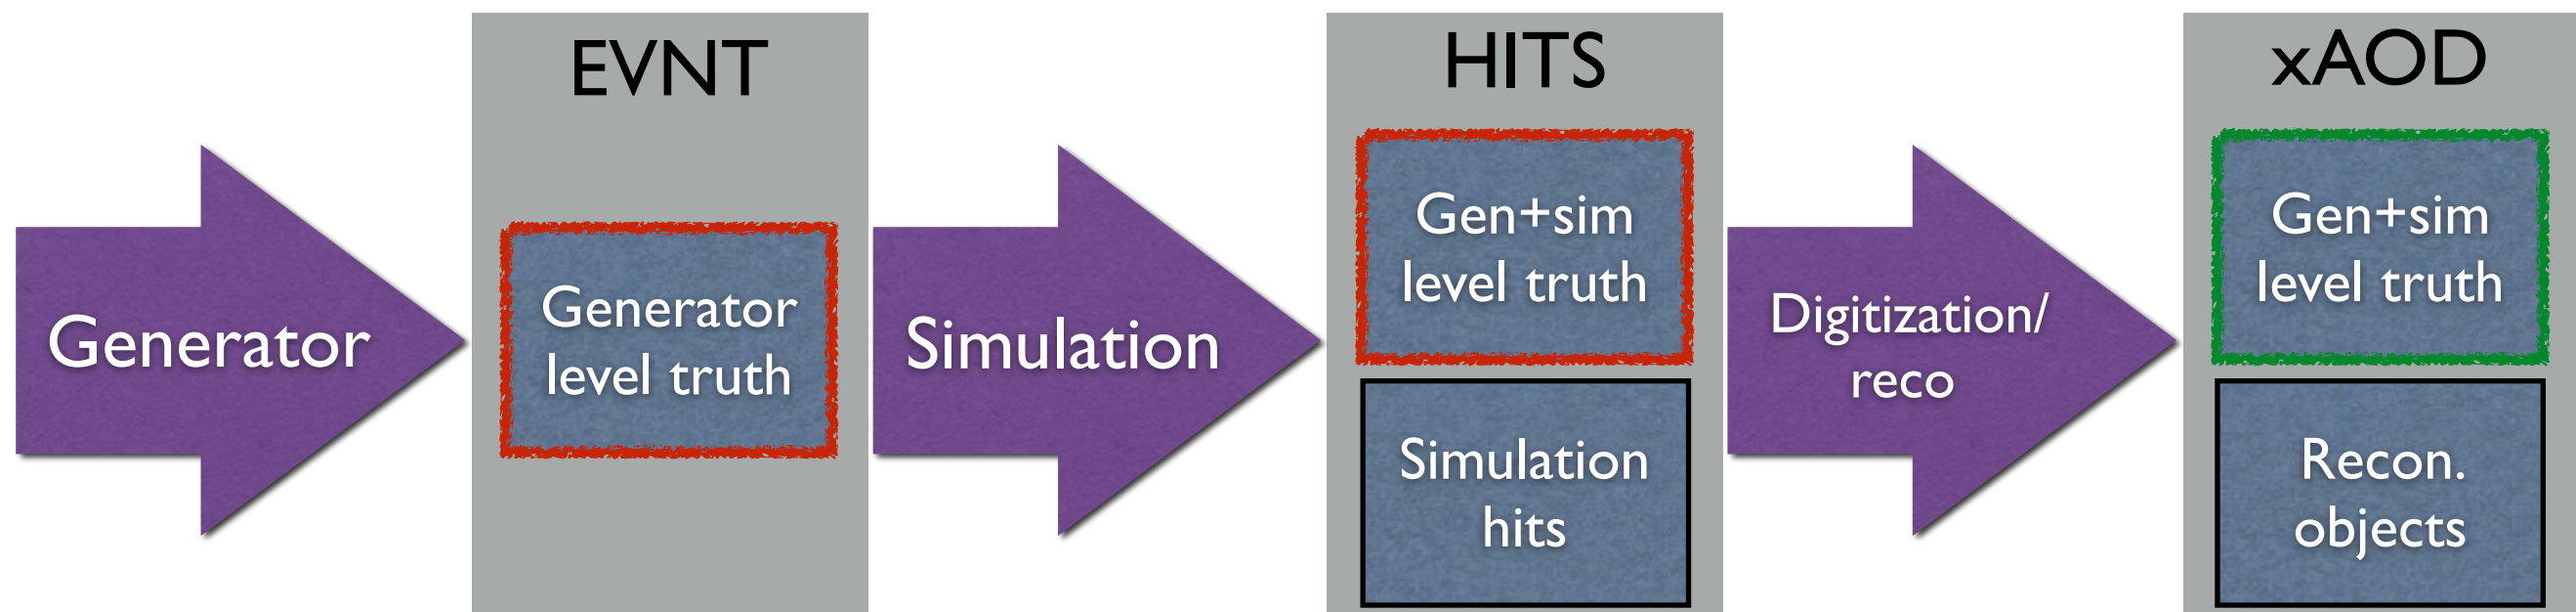 Generator
EVNT
Generator
level truth
Simulation
HITS
Gen+sim
level truth
Simulation
hits
Digitization/
reco
xAOD
Gen+sim
level truth
Recon.
objects